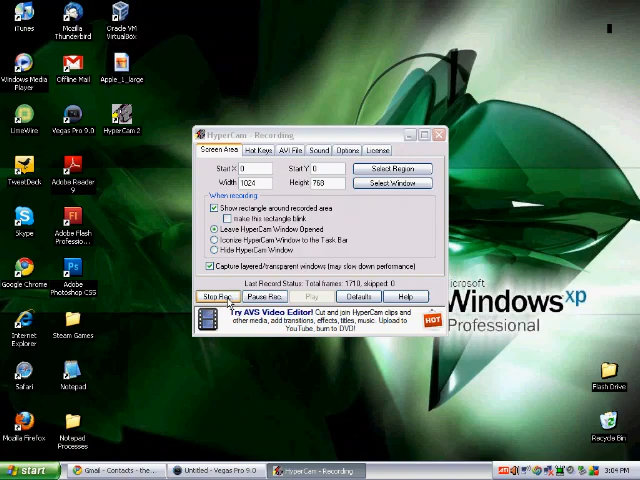 iTunes
Mozilla Thunderbird
Oracle VM VirtualBox
Windows Media Player
Offline Mail
Apple_1_large
LimeWire
Vegas Pro 9.0
HyperCam 2
TweetDeck
Adobe Reader 9
Skype
Adobe Flash Professio...
Google Chrome
Adobe Photoshop CS5
Internet Explorer
Steam Games
Safari
Notepad
Mozilla Firefox
Notepad Processes
HyperCam - Recording
Screen Area Hot Keys AVI File Sound Options License
Start X 0 Start Y 0 Select Region
Width 1024 Height 768 Select Window
When recording
Show rectangle around recorded area
make this rectangle blink
Leave HyperCam Window Opened
Iconize HyperCam Window to the Task Bar
Hide HyperCam Window
Capture layered/transparent windows (may slow down performance)
Last Record Status: Total frames: 1710, skipped: 0
Stop Rec. Pause Rec. Play Defaults Help
Try AVS Video Editor! Cut and join HyperCam clips and
other media, add transitions, effects, titles, music. Upload to
YouTube, burn to DVD!
HOT
Microsoft
Windows xp
Professional
Flash Drive
Recycle Bin
start
Gmail - Contacts - the...
Untitled - Vegas Pro 9.0
HyperCam - Recording
3:04 PM